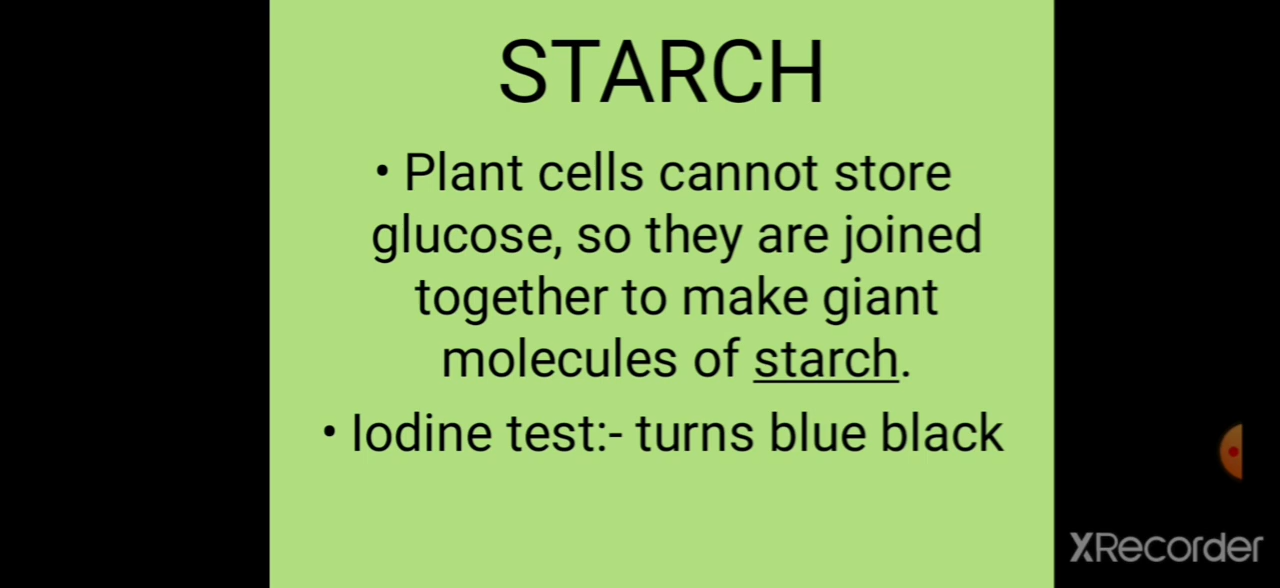 STARCH
• Plant cells cannot store
glucose, so they are joined
together to make giant
molecules of starch.
• Iodine test:- turns blue black
XRecorder